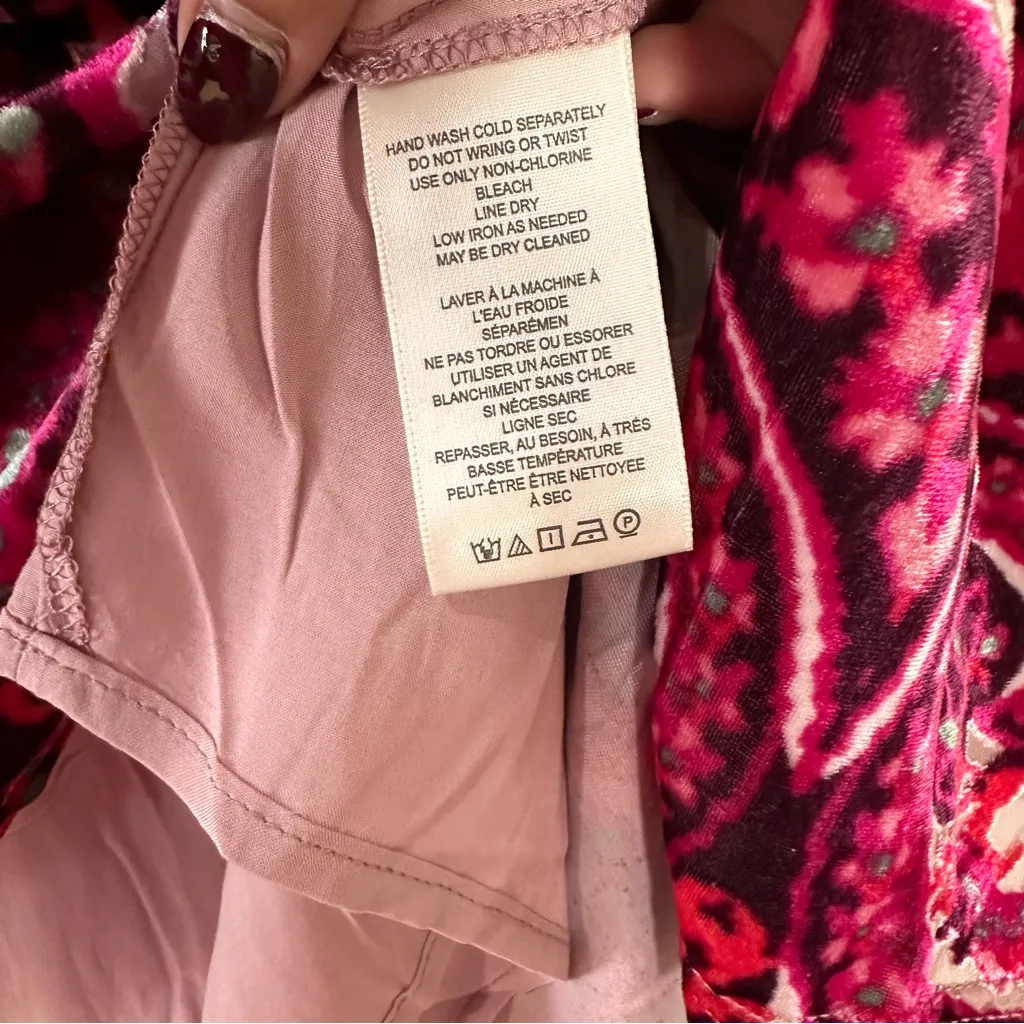 HAND WASH COLD SEPARATELY
DO NOT WRING OR TWIST
USE ONLY NON-CHLORINE
BLEACH
LINE DRY
LOW IRON AS NEEDED
MAY BE DRY CLEANED
LAVER À LA MACHINE À
L'EAU FROIDE
SÉPARÉMEN
NE PAS TORDRE OU ESSORER
UTILISER UN AGENT DE
BLANCHIMENT SANS CHLORE
SI NÉCESSAIRE
LIGNE SEC
REPASSER, AU BESOIN, À TRÈS
BASSE TEMPÉRATURE
PEUT-ÊTRE ÊTRE NETTOYEE
À SEC
P